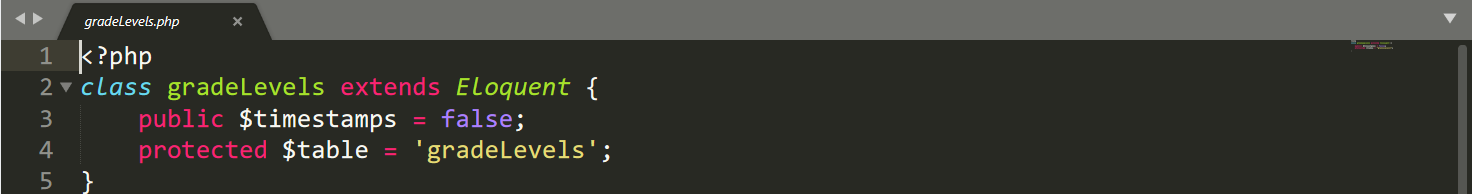 gradeLevels.php ×
1 <?php
2 class gradeLevels extends Eloquent {
3     public $timestamps = false;
4     protected $table = 'gradeLevels';
5 }